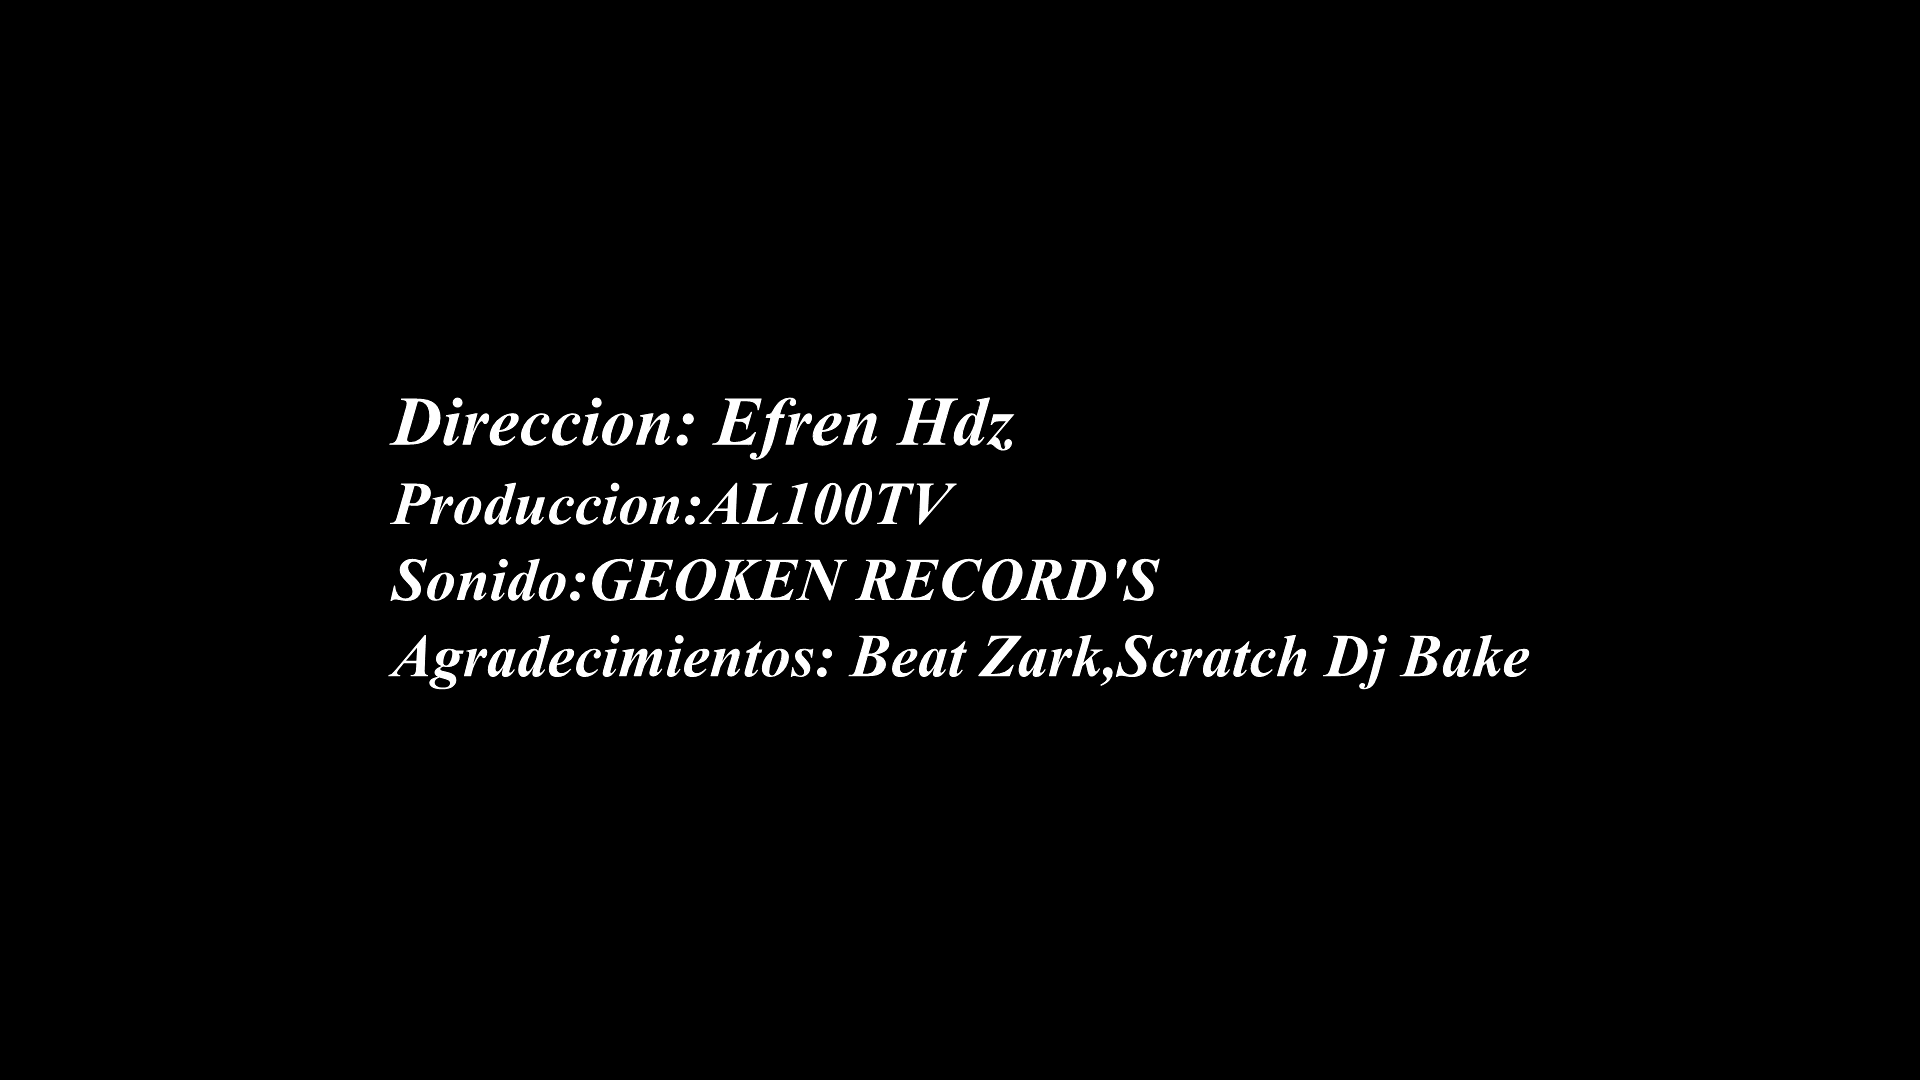 Direccion: Efren Hdz
Produccion:AL100TV
Sonido:GEOKEN RECORD'S
Agradecimientos: Beat Zark,Scratch Dj Bake